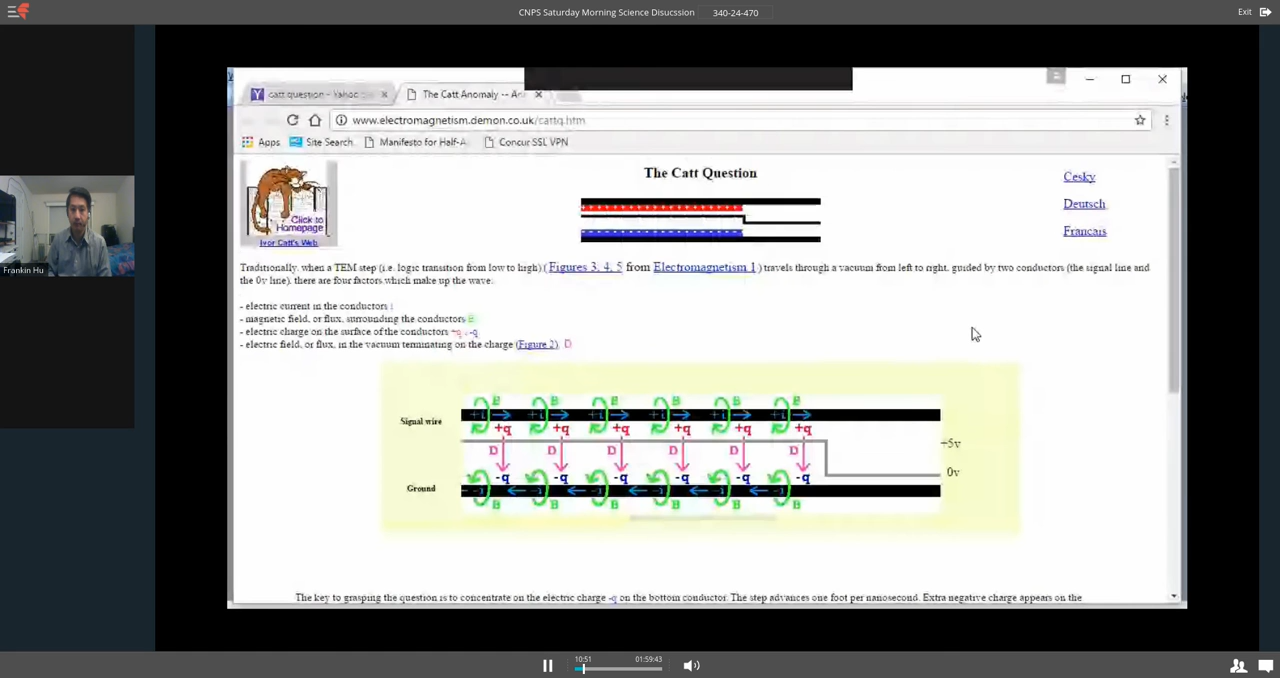 CNPS Saturday Morning Science Disucssion 340-24-470
Exit
catt question - Yahoo
The Catt Anomaly -- An
www.electromagnetism.demon.co.uk/cattq.htm
Apps Site Search Manifesto for Half-A Concur SSL VPN
Click to
Homepage
Ivor Catt's Web
The Catt Question
Cesky
Deutsch
Francais
Frankin Hu
Traditionally, when a TEM step (i.e. logic transition from low to high) ( Figures 3, 4, 5 from Electromagnetism 1 ) travels through a vacuum from left to right, guided by two conductors (the signal line and
the 0v line), there are four factors which make up the wave:
- electric current in the conductors i
- magnetic field, or flux, surrounding the conductors B
- electric charge on the surface of the conductors +q, -q
- electric field, or flux, in the vacuum terminating on the charge (Figure 2) D
B B B B B B
Signal wire +i +i +i +i +i +i
+q +q +q +q +q +q
+5v
D D D D D D
0v
-q -q -q -q -q -q
Ground -i -i -i -i -i -i
B B B B B B
The key to grasping the question is to concentrate on the electric charge -q on the bottom conductor. The step advances one foot per nanosecond. Extra negative charge appears on the
10:51 01:59:43